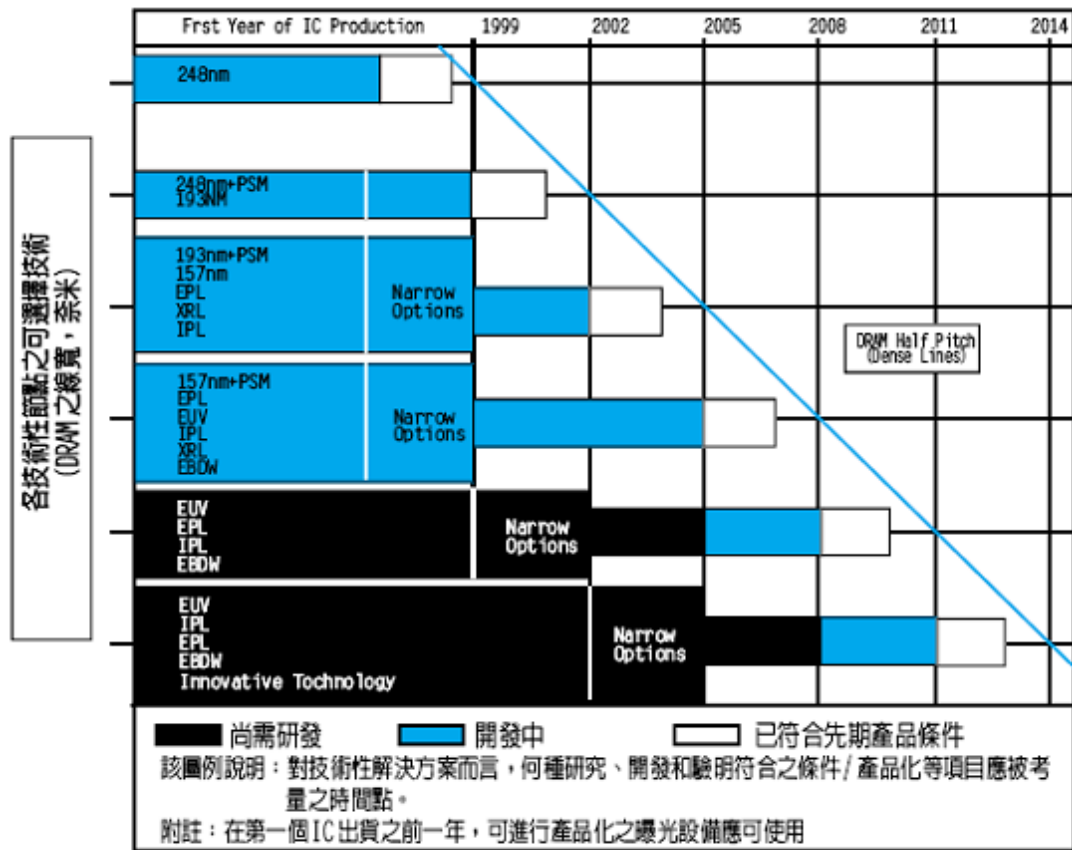 Frst Year of IC Production 1999 2002 2005 2008 2011 2014
248nm
248nm+PSM
193NM
193nm+PSM
157nm
EPL
XRL
IPL
Narrow
Options
DRAM Half Pitch
(Dense Lines)
157nm+PSM
EPL
EUV
IPL
XRL
EBDW
Narrow
Options
EUV
EPL
IPL
EBDW
Narrow
Options
EUV
IPL
EPL
EBDW
Innovative Tochnology
Narrow
Options
各技術性節點之可選擇技術
(DRAM之線寬，奈米)
尚需研發 開發中 已符合先期產品條件
該圖例說明：對技術性解決方案而言，何種研究、開發和驗明符合之條件/產品化等項目應被考
量之時間點。
附註：在第一個IC出貨之前一年，可進行產品化之曝光設備應可使用